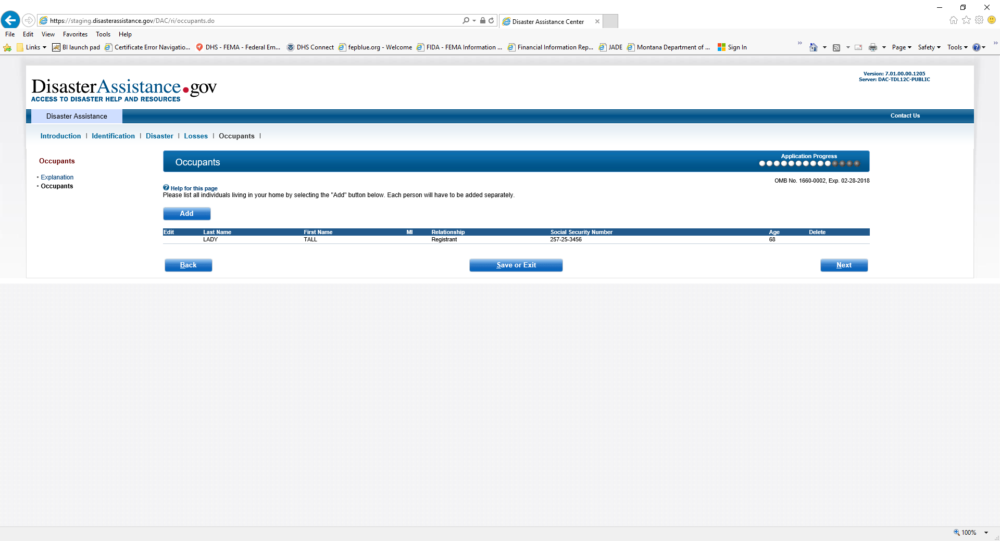 https://staging.disasterassistance.gov/DAC/ri/occupants.do
Disaster Assistance Center
File Edit View Favorites Tools Help
Links BI launch pad Certificate Error Navigatio... DHS - FEMA - Federal Em... DHS Connect fepblue.org - Welcome FIDA - FEMA Information ... Financial Information Rep... JADE Montana Department of ... Sign In Page Safety Tools
Version: 7.01.00.00.1205
Server: DAC-TDL12C-PUBLIC
DisasterAssistance.gov
ACCESS TO DISASTER HELP AND RESOURCES
Disaster Assistance Contact Us
Introduction | Identification | Disaster | Losses | Occupants |
Occupants
• Explanation
• Occupants
Occupants
Application Progress
OMB No. 1660-0002, Exp. 02-28-2018
Help for this page
Please list all individuals living in your home by selecting the "Add" button below. Each person will have to be added separately.
Add
Edit Last Name First Name MI Relationship Social Security Number Age Delete
LADY TALL Registrant 257-25-3456 68
Back Save or Exit Next
100%